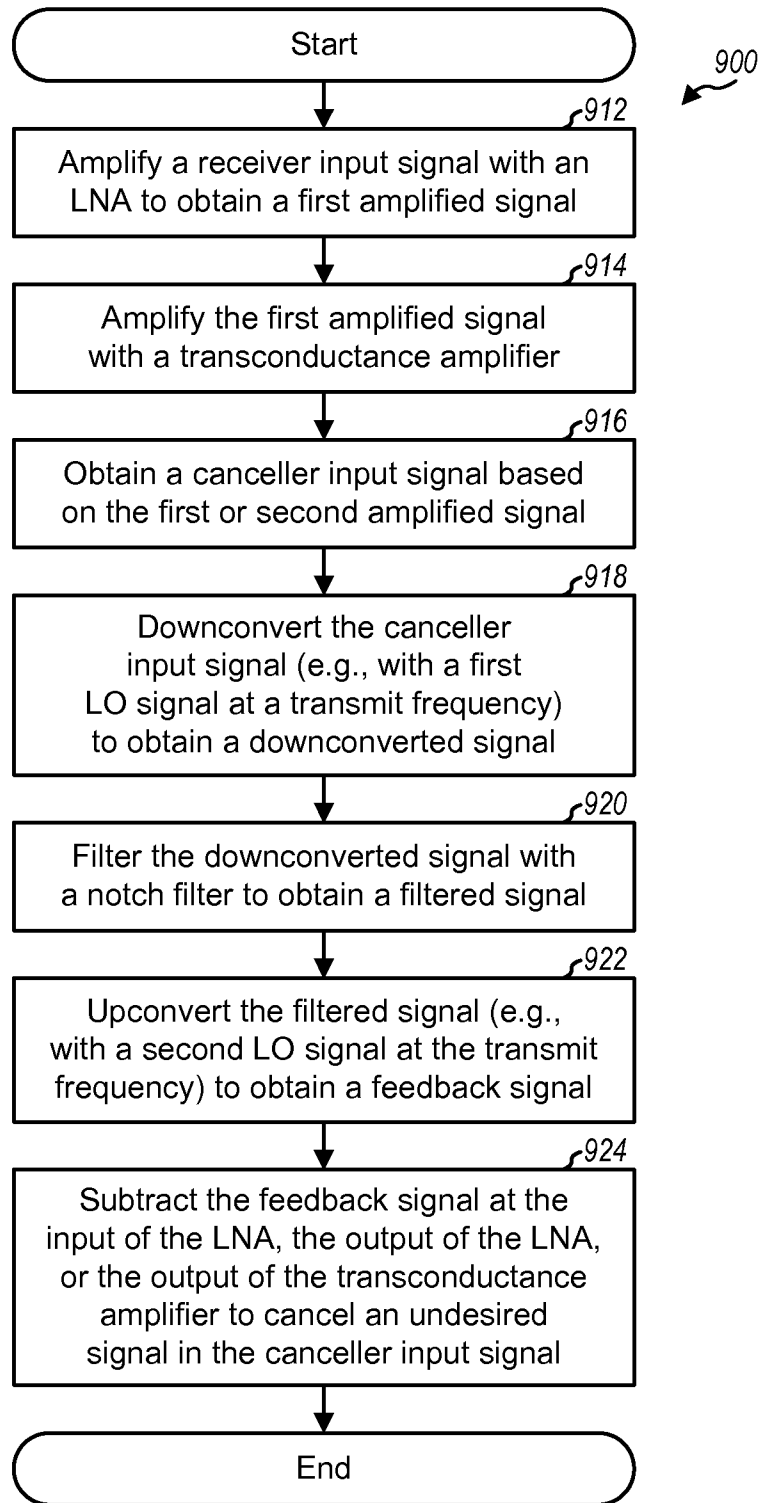 Start
900
912
Amplify a receiver input signal with an
LNA to obtain a first amplified signal
914
Amplify the first amplified signal
with a transconductance amplifier
916
Obtain a canceller input signal based
on the first or second amplified signal
918
Downconvert the canceller
input signal (e.g., with a first
LO signal at a transmit frequency)
to obtain a downconverted signal
920
Filter the downconverted signal with
a notch filter to obtain a filtered signal
922
Upconvert the filtered signal (e.g.,
with a second LO signal at the transmit
frequency) to obtain a feedback signal
924
Subtract the feedback signal at the
input of the LNA, the output of the LNA,
or the output of the transconductance
amplifier to cancel an undesired
signal in the canceller input signal
End